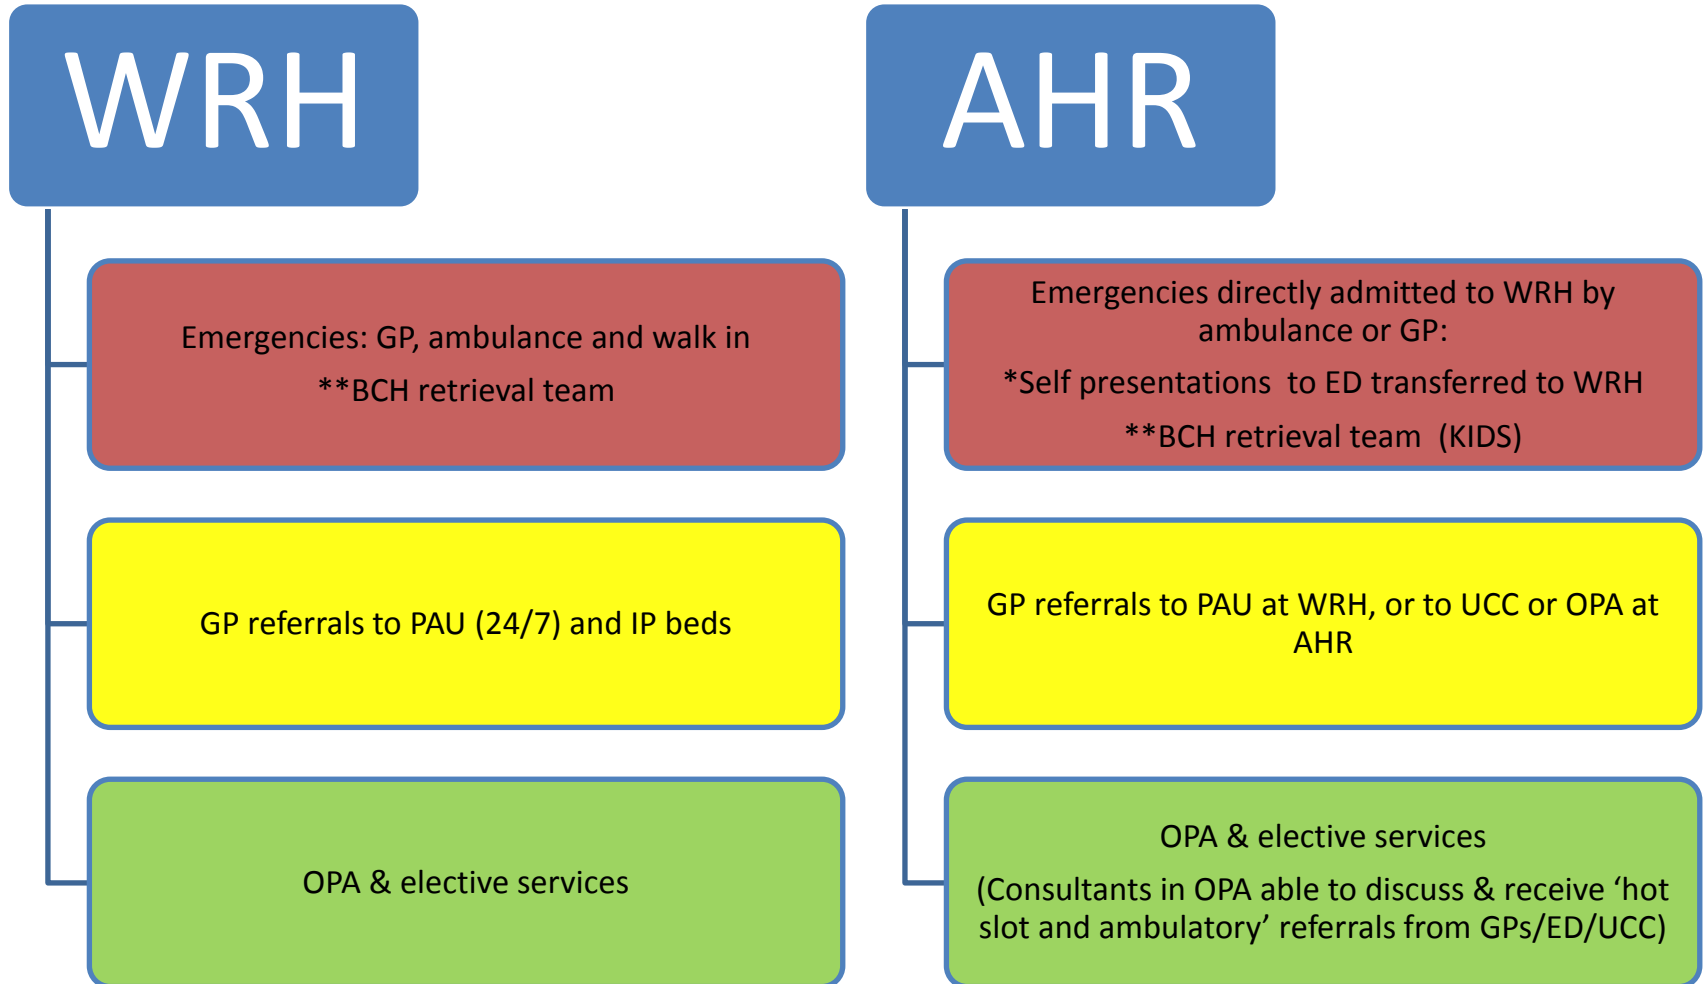 WRH
Emergencies: GP, ambulance and walk in
**BCH retrieval team
GP referrals to PAU (24/7) and IP beds
OPA & elective services
AHR
Emergencies directly admitted to WRH by
ambulance or GP:
*Self presentations  to ED transferred to WRH
**BCH retrieval team  (KIDS)
GP referrals to PAU at WRH, or to UCC or OPA at
AHR
OPA & elective services
(Consultants in OPA able to discuss & receive ‘hot
slot and ambulatory’ referrals from GPs/ED/UCC)